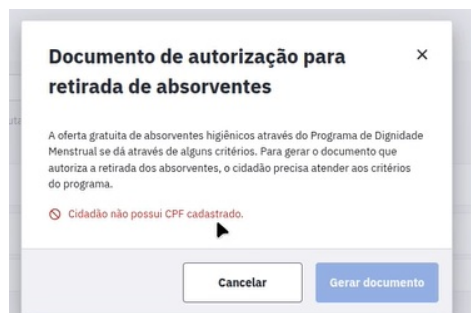 Documento de autorização para
retirada de absorventes
A oferta gratuita de absorventes higiênicos através do Programa de Dignidade
Menstrual se dá através de alguns critérios. Para gerar o documento que
autoriza a retirada dos absorventes, o cidadão precisa atender aos critérios
do programa.
Cidadão não possui CPF cadastrado.
Cancelar
Gerar documento